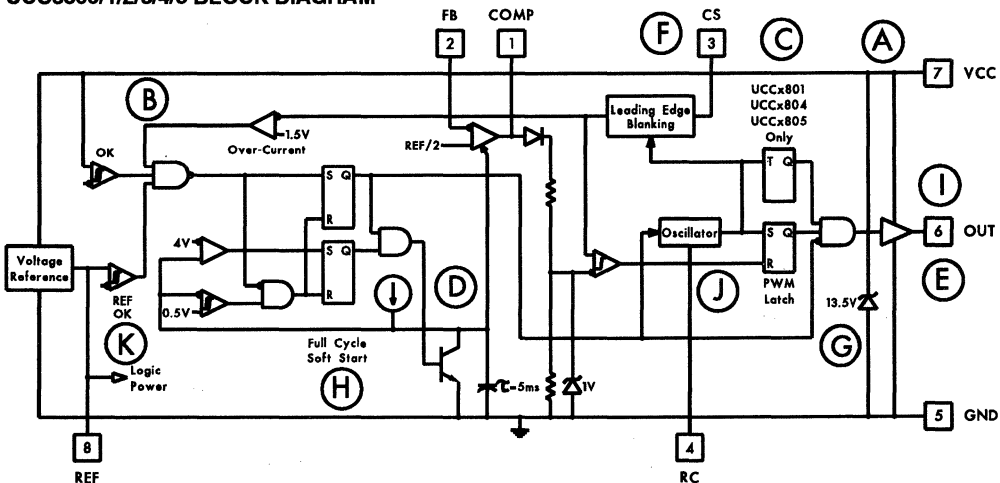 UCC3800/1/2/3/4/5 BLOCK DIAGRAM
FB
COMP
CS
2
1
3
F
C
A
7 VCC
B
UCCx801
UCCx804
UCCx805
Only
Leading Edge
Blanking
1.5V
Over-Current
REF/2
OK
T Q
I
S Q
R
4V
S Q
R
Oscillator
S Q
R
PWM
Latch
6 OUT
Voltage
Reference
REF
OK
0.5V
D
J
E
13.5V
K
Full Cycle
Soft Start
G
Logic
Power
H
τ=5ms
1V
5 GND
8
4
REF
RC